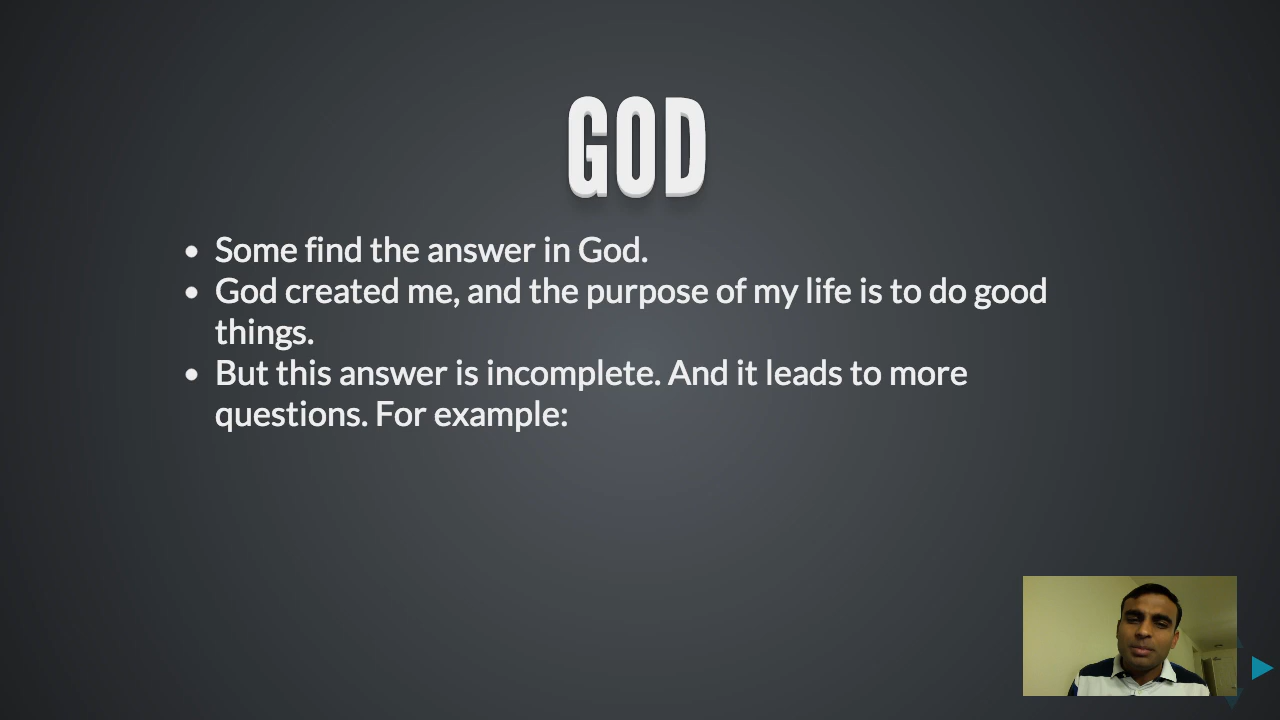 GOD
• Some find the answer in God.
• God created me, and the purpose of my life is to do good
things.
• But this answer is incomplete. And it leads to more
questions. For example: